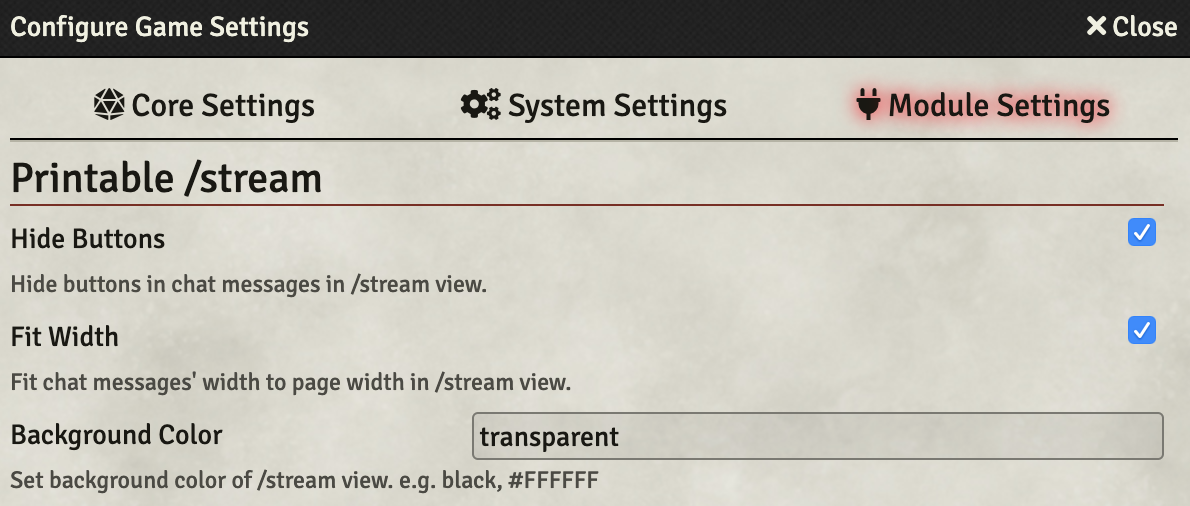 Configure Game Settings
Close
Core Settings
System Settings
Module Settings
Printable /stream
Hide Buttons
Hide buttons in chat messages in /stream view.
Fit Width
Fit chat messages' width to page width in /stream view.
Background Color
transparent
Set background color of /stream view. e.g. black, #FFFFFF